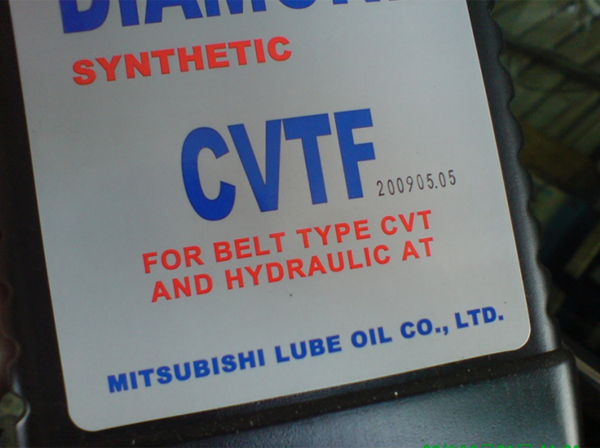 SYNTHETIC
CVTF
200905.05
FOR BELT TYPE CVT
AND HYDRAULIC AT
MITSUBISHI LUBE OIL CO., LTD.